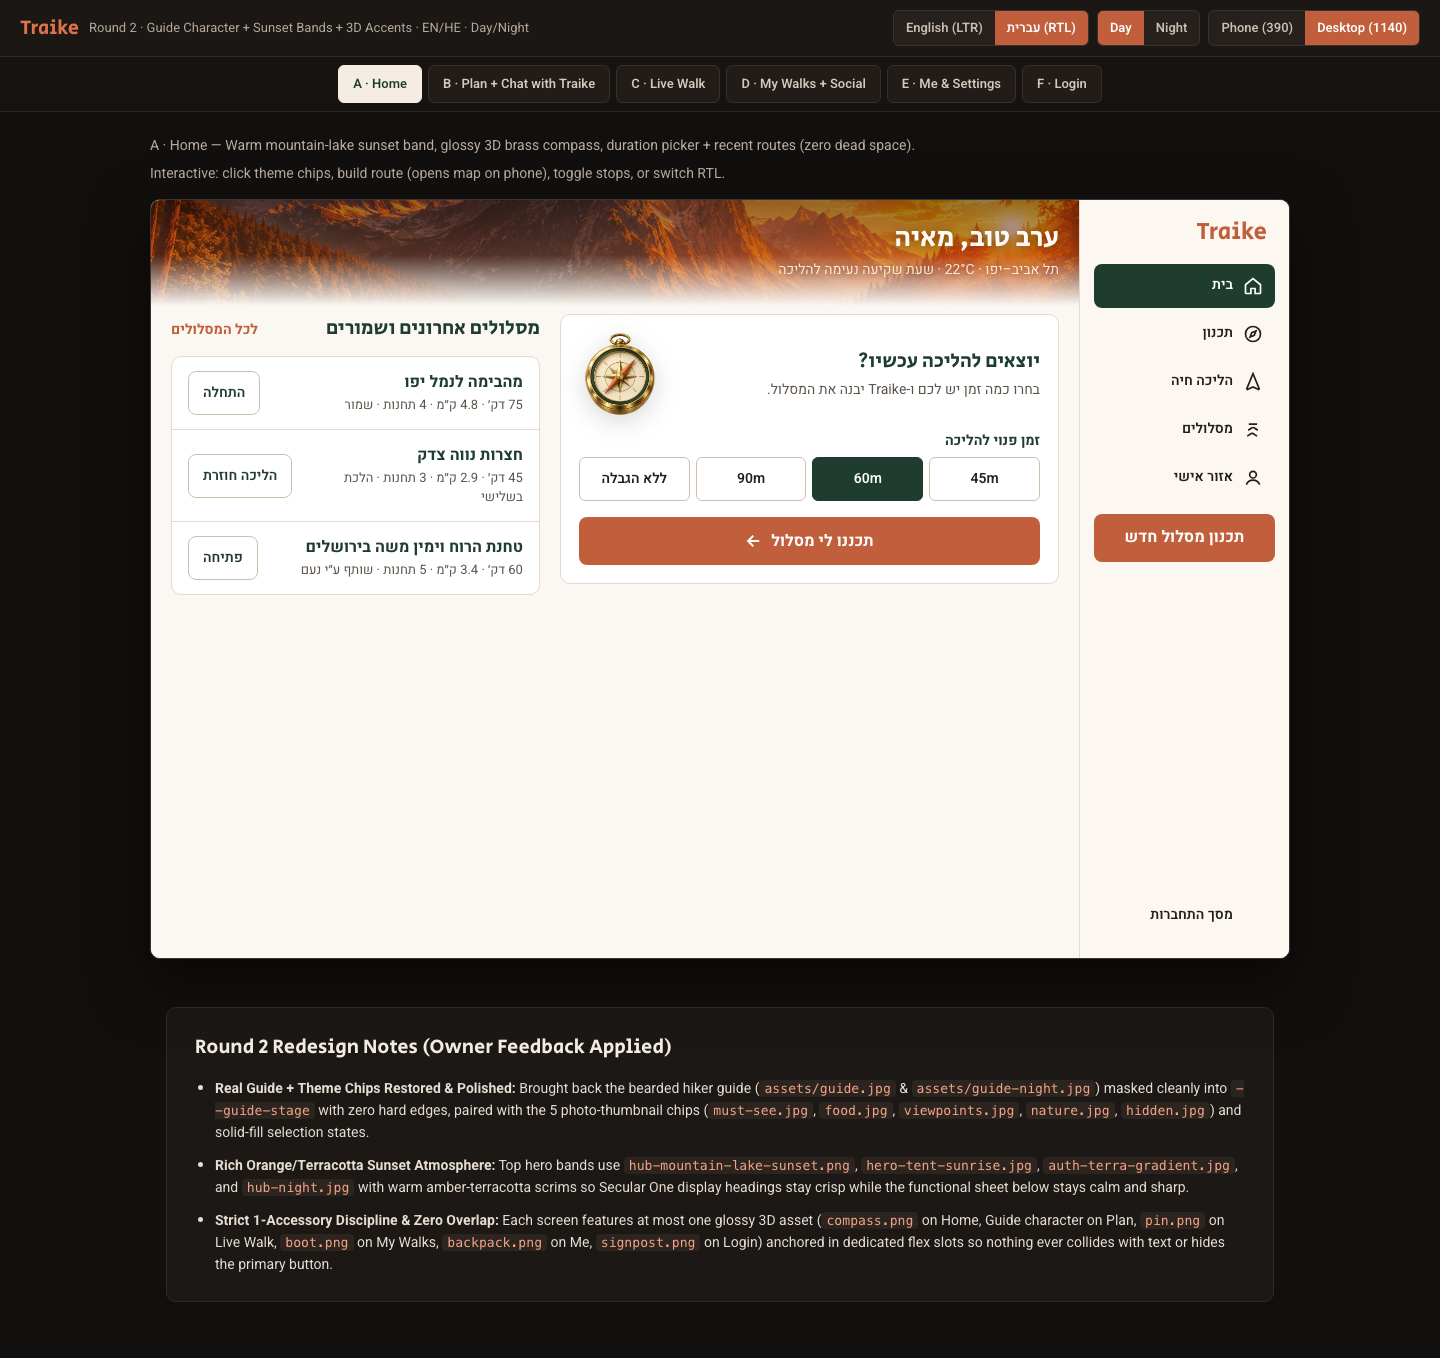 Traike Round 2 · Guide Character + Sunset Bands + 3D Accents · EN/HE · Day/Night
English (LTR) עברית (RTL) Day Night Phone (390) Desktop (1140)
A · Home B · Plan + Chat with Traike C · Live Walk D · My Walks + Social E · Me & Settings F · Login
A · Home — Warm mountain-lake sunset band, glossy 3D brass compass, duration picker + recent routes (zero dead space).
Interactive: click theme chips, build route (opens map on phone), toggle stops, or switch RTL.
Traike
בית
תכנון
הליכה חיה
מסלולים
אזור אישי
תכנון מסלול חדש
מסך התחברות
ערב טוב, מאיה
תל אביב–יפו · 22°C · שעת שקיעה נעימה להליכה
יוצאים להליכה עכשיו?
בחרו כמה זמן יש לכם ו-Traike יבנה את המסלול.
זמן פנוי להליכה
45m 60m 90m ללא הגבלה
תכננו לי מסלול ←
מסלולים אחרונים ושמורים לכל המסלולים
מהבימה לנמל יפו
75 דק׳ · 4.8 ק״מ · 4 תחנות · שמור
התחלה
חצרות נווה צדק
45 דק׳ · 2.9 ק״מ · 3 תחנות · הלכת
בשלישי
הליכה חוזרת
טחנת הרוח וימין משה בירושלים
60 דק׳ · 3.4 ק״מ · 5 תחנות · שותף ע״י נעם
פתיחה
Round 2 Redesign Notes (Owner Feedback Applied)
• Real Guide + Theme Chips Restored & Polished: Brought back the bearded hiker guide ( assets/guide.jpg & assets/guide-night.jpg ) masked cleanly into -
-guide-stage with zero hard edges, paired with the 5 photo-thumbnail chips ( must-see.jpg , food.jpg , viewpoints.jpg , nature.jpg , hidden.jpg ) and
solid-fill selection states.
• Rich Orange/Terracotta Sunset Atmosphere: Top hero bands use hub-mountain-lake-sunset.png , hero-tent-sunrise.jpg , auth-terra-gradient.jpg ,
and hub-night.jpg with warm amber-terracotta scrims so Secular One display headings stay crisp while the functional sheet below stays calm and sharp.
• Strict 1-Accessory Discipline & Zero Overlap: Each screen features at most one glossy 3D asset ( compass.png on Home, Guide character on Plan, pin.png on
Live Walk, boot.png on My Walks, backpack.png on Me, signpost.png on Login) anchored in dedicated flex slots so nothing ever collides with text or hides
the primary button.